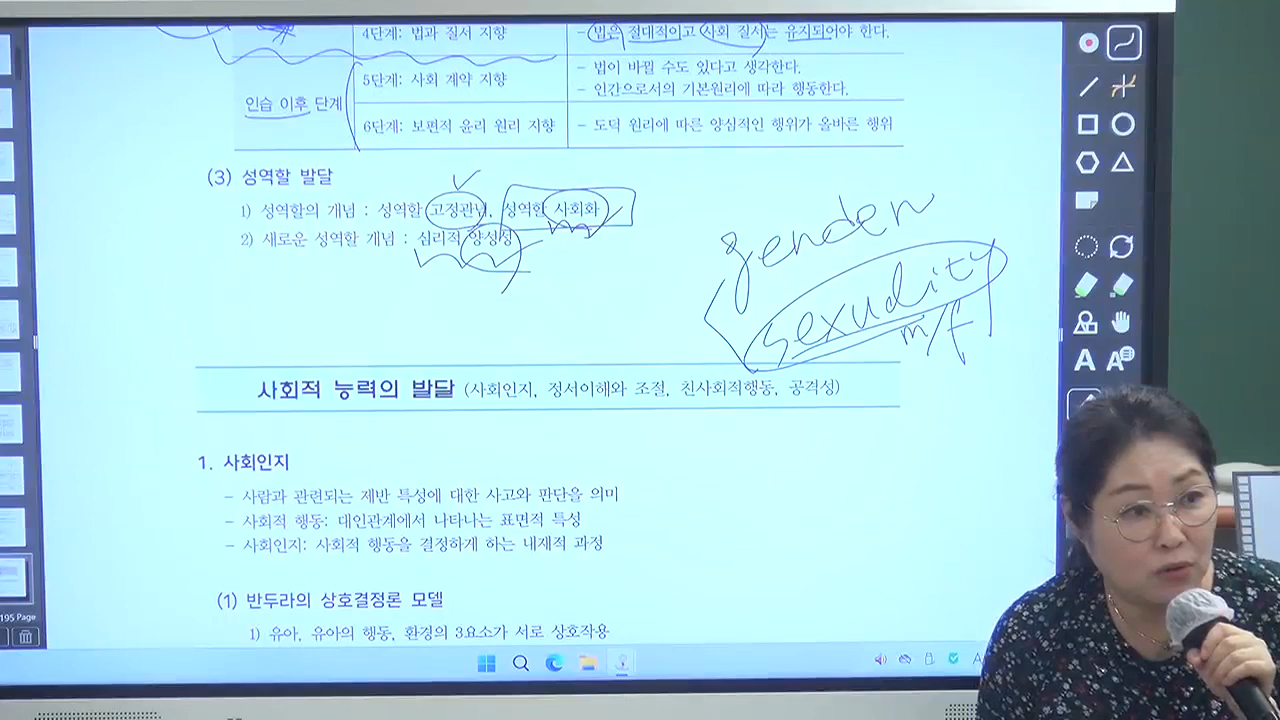 4단계: 법과 질서 지향
- 법은 절대적이고 사회 질서는 유지되어야 한다.
인습 이후 단계
5단계: 사회 계약 지향
- 법이 바뀔 수도 있다고 생각한다.
- 인간으로서의 기본원리에 따라 행동한다.
6단계: 보편적 윤리 원리 지향
- 도덕 원리에 따른 양심적인 행위가 올바른 행위
(3) 성역할 발달
1) 성역할의 개념 : 성역할 고정관념, 성역할 사회화
2) 새로운 성역할 개념 : 심리적 양성성
gender
sexuality
m/f
사회적 능력의 발달 (사회인지, 정서이해와 조절, 친사회적행동, 공격성)
1. 사회인지
- 사람과 관련되는 제반 특성에 대한 사고와 판단을 의미
- 사회적 행동: 대인관계에서 나타나는 표면적 특성
- 사회인지: 사회적 행동을 결정하게 하는 내재적 과정
(1) 반두라의 상호결정론 모델
1) 유아, 유아의 행동, 환경의 3요소가 서로 상호작용
195 Page
A
A
A